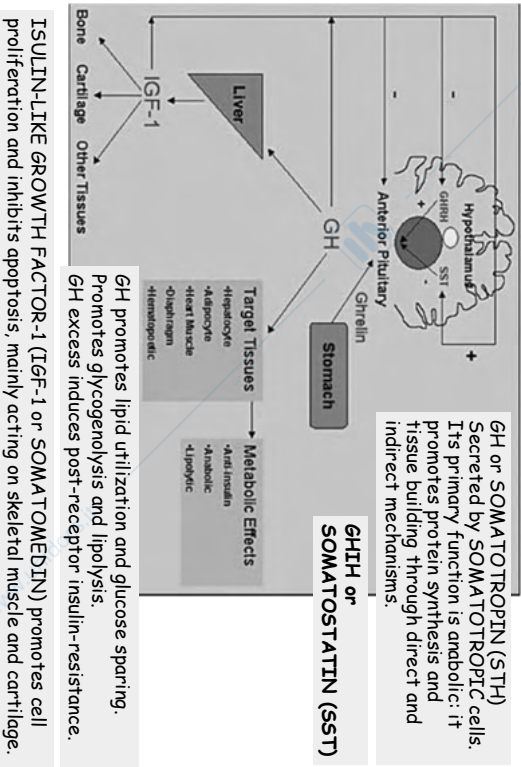 GH or SOMATOTROPIN (STH)
Secreted by SOMATOTROPIC cells.
Its primary function is anabolic: it
promotes protein synthesis and
tissue building through direct and
indirect mechanisms.
GHIH or
SOMATOSTATIN (SST)
Hypothalamus
GHRH
SST
+
-
+
-
-
Anterior Pituitary
Ghrelin
Stomach
GH
Liver
IGF-1
Bone
Cartilage
Other Tissues
Target Tissues
•Hepatocyte
•Adipocyte
•Heart Muscle
•Diaphragm
•Hematopoetic
Metabolic Effects
•Anti-insulin
•Anabolic
•Lipolytic
GH promotes lipid utilization and glucose sparing.
Promotes glycogenolysis and lipolysis.
GH excess induces post-receptor insulin-resistance.
ISULIN-LIKE GROWTH FACTOR-1 (IGF-1 or SOMATOMEDIN) promotes cell
proliferation and inhibits apoptosis, mainly acting on skeletal muscle and cartilage.